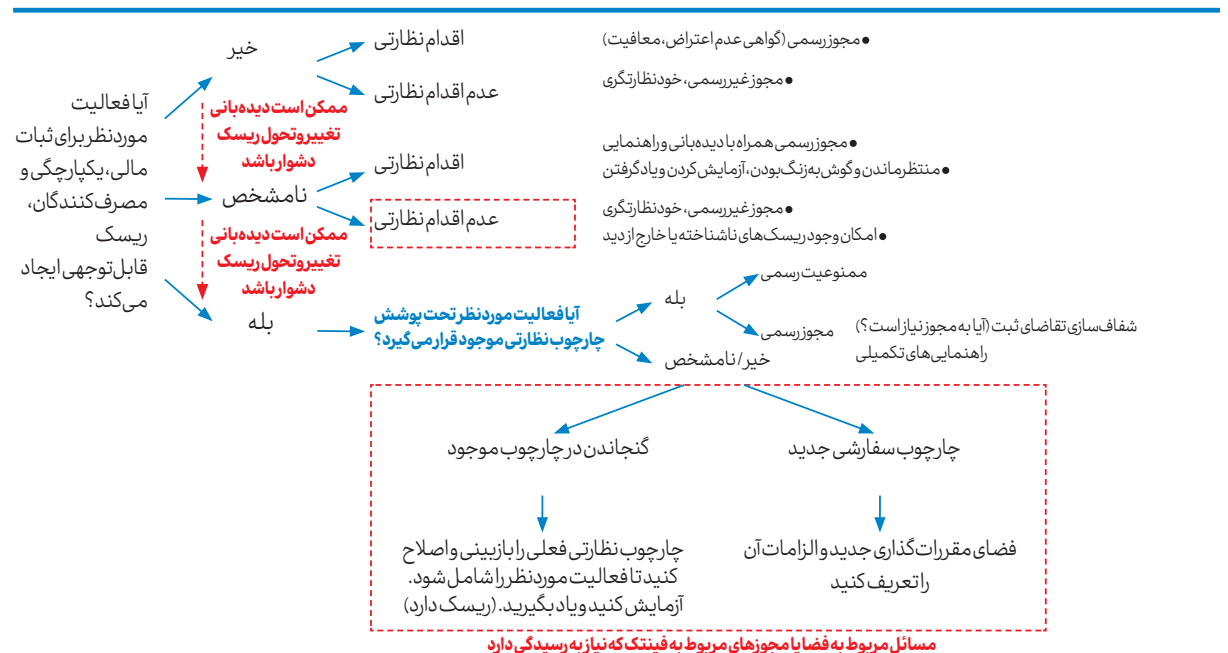 آیا فعالیت
موردنظر برای ثبات
مالی، یکپارچگی و
مصرف‌کنندگان،
ریسک
قابل‌توجهی ایجاد
می‌کند؟
خیر
اقدام نظارتی
● مجوز رسمی (گواهی عدم اعتراض، معافیت)
عدم اقدام نظارتی
● مجوز غیررسمی، خودنظارتگری
ممکن است دیده‌بانی
تغییر و تحول ریسک
دشوار باشد
نامشخص
اقدام نظارتی
● مجوز رسمی همراه با دیده‌بانی و راهنمایی
● منتظر ماندن و گوش به زنگ بودن، آزمایش کردن و یاد گرفتن
عدم اقدام نظارتی
● مجوز غیررسمی، خودنظارتگری
● امکان وجود ریسک‌های ناشناخته یا خارج از دید
ممکن است دیده‌بانی
تغییر و تحول ریسک
دشوار باشد
بله
آیا فعالیت موردنظر تحت پوشش
چارچوب نظارتی موجود قرار می‌گیرد؟
بله
ممنوعیت رسمی
مجوز رسمی
شفاف‌سازی تقاضای ثبت (آیا به مجوز نیاز است؟)
راهنمایی‌های تکمیلی
خیر/نامشخص
چارچوب سفارشی جدید
فضای مقررات‌گذاری جدید و الزامات آن
را تعریف کنید
گنجاندن در چارچوب موجود
چارچوب نظارتی فعلی را بازبینی و اصلاح
کنید تا فعالیت موردنظر را شامل شود.
آزمایش کنید و یاد بگیرید. (ریسک دارد)
مسائل مربوط به فضا یا مجوزهای مربوط به فینتک که نیاز به رسیدگی دارد